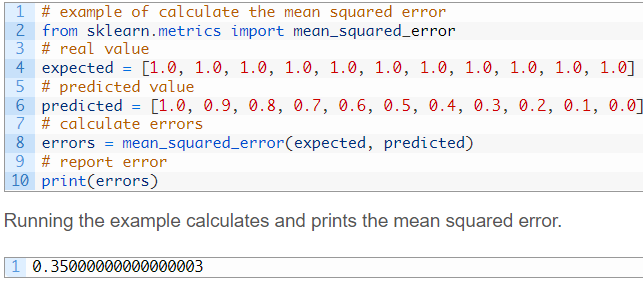 1 # example of calculate the mean squared error
2 from sklearn.metrics import mean_squared_error
3 # real value
4 expected = [1.0, 1.0, 1.0, 1.0, 1.0, 1.0, 1.0, 1.0, 1.0, 1.0, 1.0]
5 # predicted value
6 predicted = [1.0, 0.9, 0.8, 0.7, 0.6, 0.5, 0.4, 0.3, 0.2, 0.1, 0.0]
7 # calculate errors
8 errors = mean_squared_error(expected, predicted)
9 # report error
10 print(errors)
Running the example calculates and prints the mean squared error.
1 0.35000000000000003